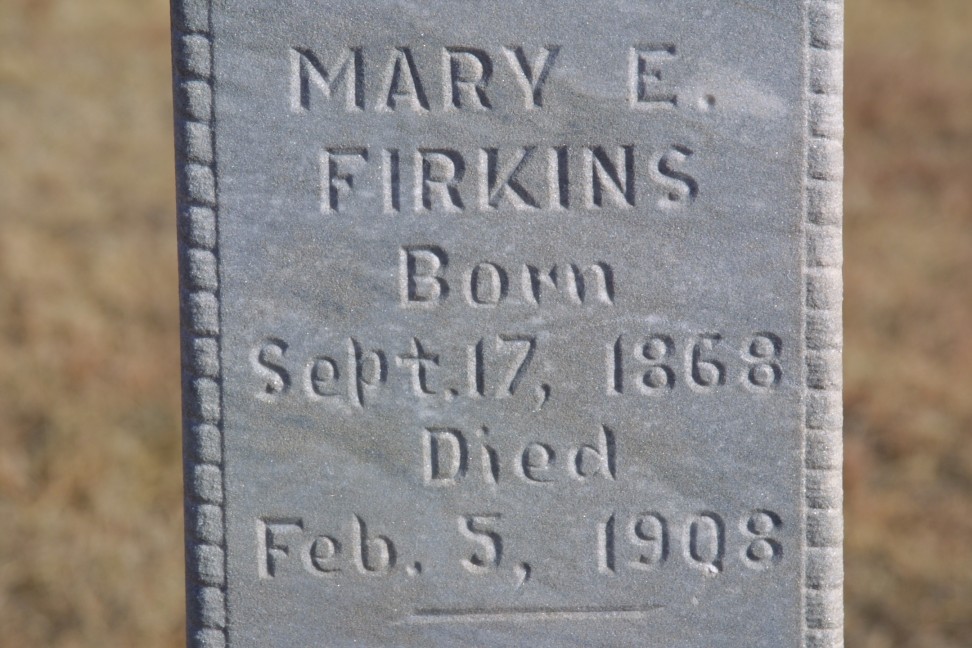 MARY E.
FIRKINS
Born
Sept. 17, 1868
Died
Feb. 5, 1908